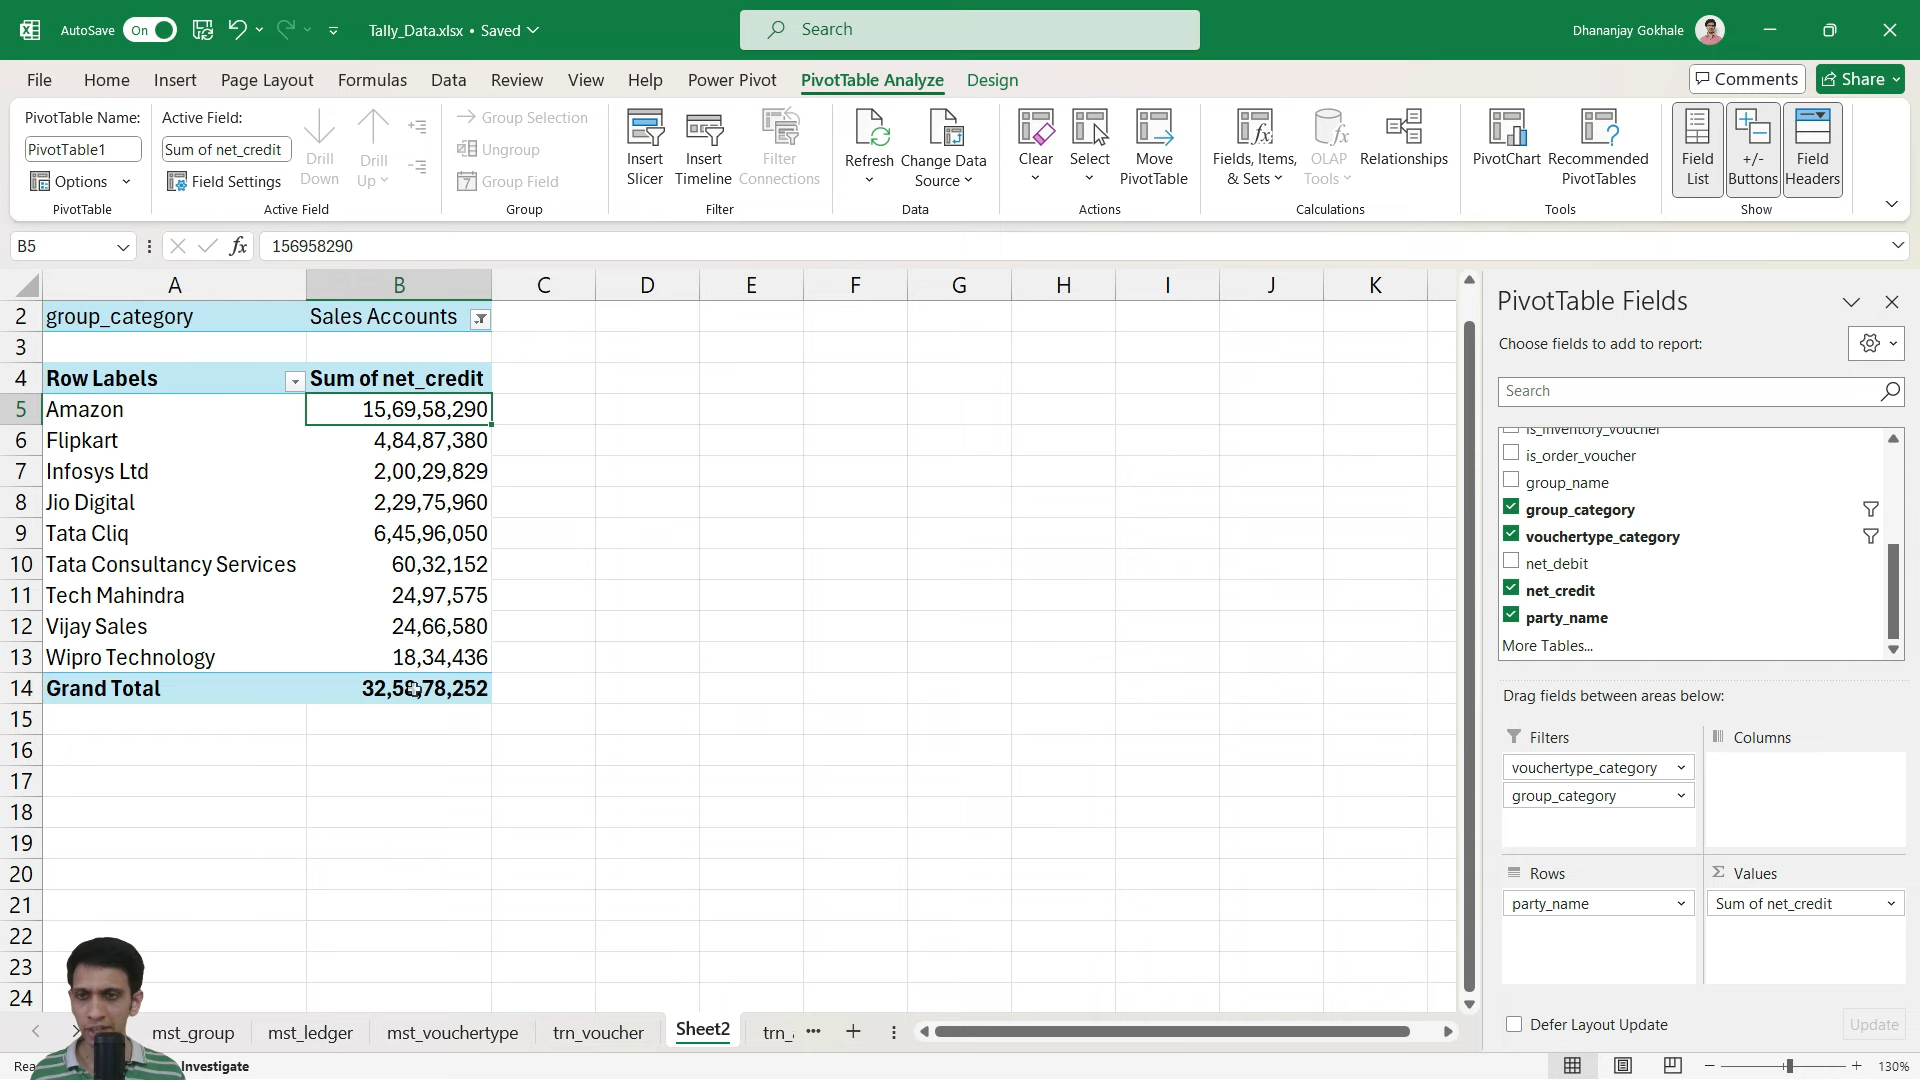 AutoSave On Tally_Data.xlsx • Saved Search Dhananjay Gokhale
File Home Insert Page Layout Formulas Data Review View Help Power Pivot PivotTable Analyze Design Comments Share
PivotTable Name:
PivotTable1
Options
PivotTable
Active Field:
Sum of net_credit
Field Settings
Drill Down
Drill Up
Active Field
Group Selection
Ungroup
Group Field
Group
Insert Slicer
Insert Timeline
Filter Connections
Filter
Refresh
Change Data Source
Data
Clear
Select
Move PivotTable
Actions
Fields, Items, & Sets
OLAP Tools
Relationships
Calculations
PivotChart
Recommended PivotTables
Tools
Field List
+/- Buttons
Field Headers
Show
B5 fx 156958290
A B C D E F G H I J K
2 group_category Sales Accounts
3
4 Row Labels Sum of net_credit
5 Amazon 15,69,58,290
6 Flipkart 4,84,87,380
7 Infosys Ltd 2,00,29,829
8 Jio Digital 2,29,75,960
9 Tata Cliq 6,45,96,050
10 Tata Consultancy Services 60,32,152
11 Tech Mahindra 24,97,575
12 Vijay Sales 24,66,580
13 Wipro Technology 18,34,436
14 Grand Total 32,58,78,252
15
16
17
18
19
20
21
22
23
24
PivotTable Fields
Choose fields to add to report:
Search
is_inventory_voucher
is_order_voucher
group_name
group_category
vouchertype_category
net_debit
net_credit
party_name
More Tables...
Drag fields between areas below:
Filters
vouchertype_category
group_category
Columns
Rows
party_name
Σ Values
Sum of net_credit
Defer Layout Update Update
mst_group mst_ledger mst_vouchertype trn_voucher Sheet2 trn_
Investigate 130%